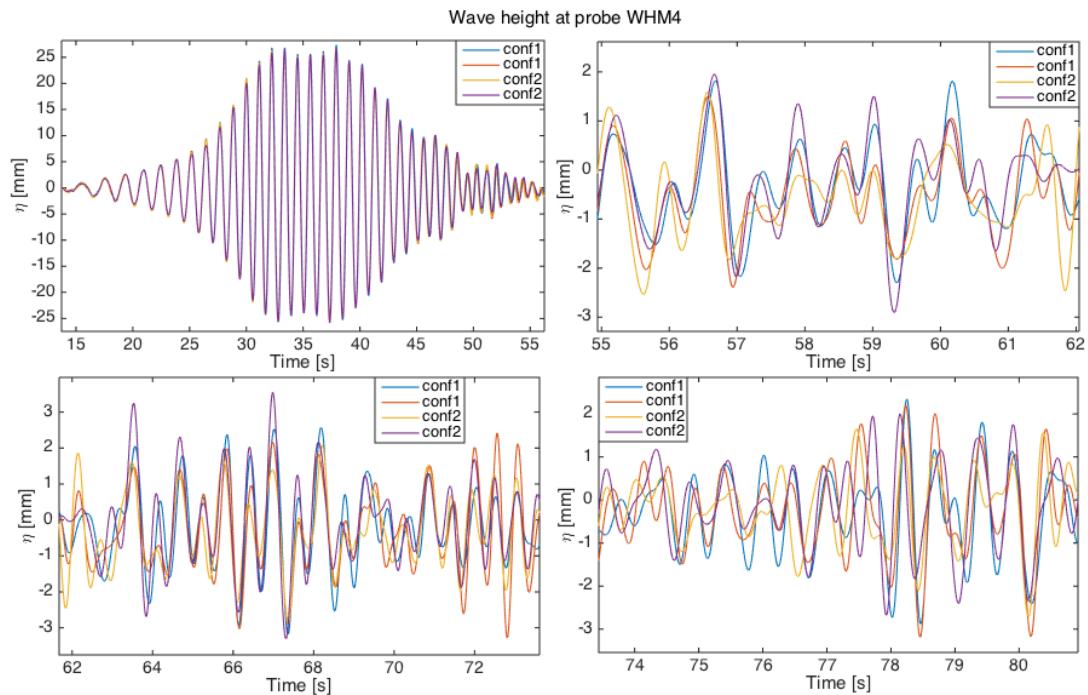 Wave height at probe WHM4
25
20
15
10
5
0
-5
-10
-15
-20
-25
η [mm]
15 20 25 30 35 40 45 50 55
Time [s]
conf1
conf1
conf2
conf2
2
1
0
-1
-2
-3
η [mm]
55 56 57 58 59 60 61 62
Time [s]
conf1
conf1
conf2
conf2
3
2
1
0
-1
-2
-3
η [mm]
62 64 66 68 70 72
Time [s]
conf1
conf1
conf2
conf2
2
1
0
-1
-2
-3
η [mm]
74 75 76 77 78 79 80
Time [s]
conf1
conf1
conf2
conf2